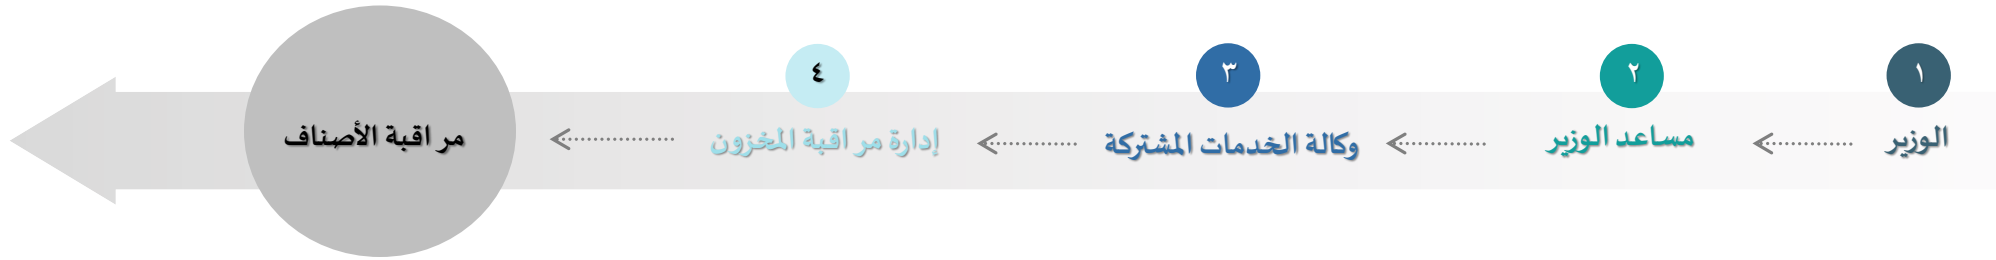 ١
الوزير
٢
مساعد الوزير
٣
وكالة الخدمات المشتركة
٤
إدارة مراقبة المخزون
مراقبة الأصناف